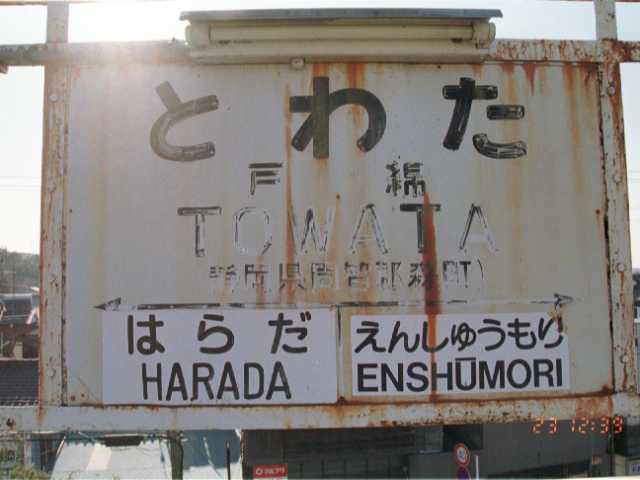 とわた
戸綿
TOWATA
静岡県周智郡森町)
はらだ
HARADA
えんしゅうもり
ENSHŪMORI
23 12:39